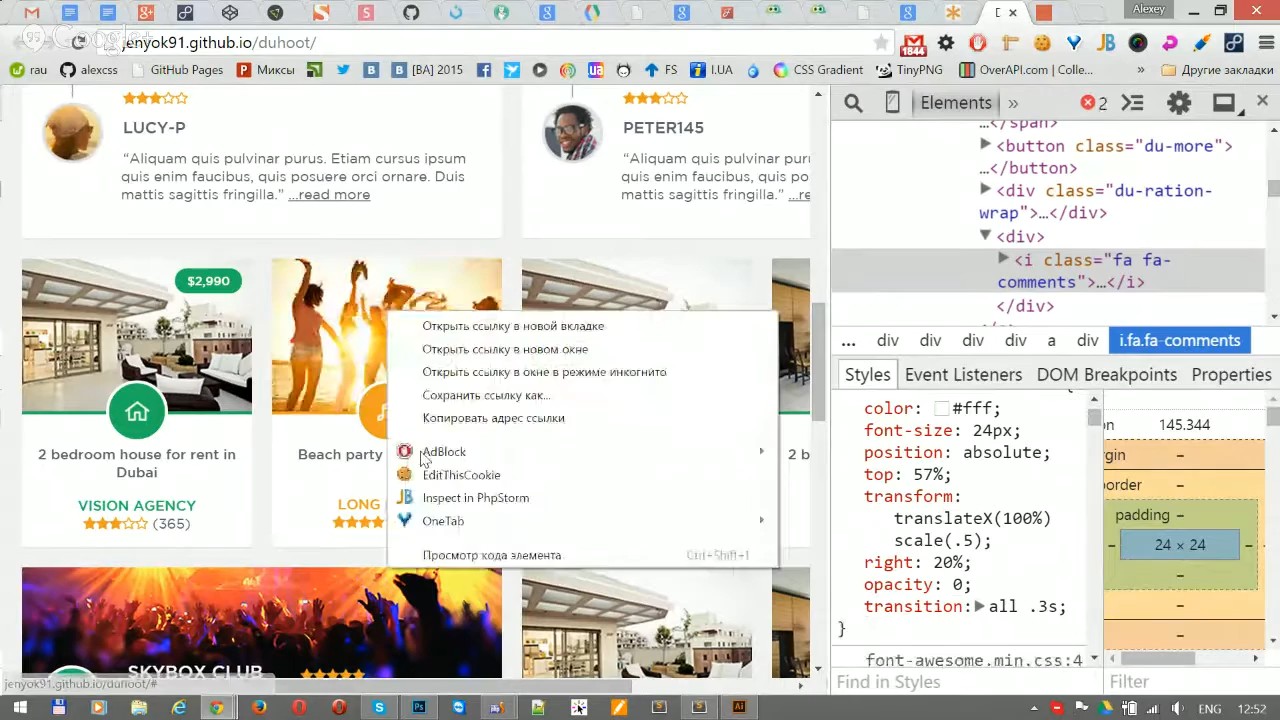 Alexey
jenyok91.github.io/duhoot/
1844
rau
alexcss
GitHub Pages
Миксы
[BA] 2015
FS
LUA
CSS Gradient
TinyPNG
OverAPI.com | Colle...
»
Другие закладки
LUCY-P
“Aliquam quis pulvinar purus. Etiam cursus ipsum
quis enim faucibus, quis posuere orci ornare. Duis
mattis sagittis fringilla.” ...read more
PETER145
“Aliquam quis pulvinar
quis enim faucibus, quis po
mattis sagittis fringilla.” ...re
$2,990
2 bedroom house for rent in
Dubai
VISION AGENCY
(365)
Beach party
LONG
2 b
SKYBOX CLUB
jenyok91.github.io/duhoot/#
Открыть ссылку в новой вкладке
Открыть ссылку в новом окне
Открыть ссылку в окне в режиме инкогнито
Сохранить ссылку как...
Копировать адрес ссылки
AdBlock
EditThisCookie
Inspect in PhpStorm
OneTab
Просмотр кода элемента Ctrl+Shift+I
Elements » 2
…</span>
<button class="du-more">
…</button>
<div class="du-ration-
wrap">…</div>
<div>
<i class="fa fa-
comments">…</i>
</div>
... div div div div a div i.fa.fa-comments
Styles Event Listeners DOM Breakpoints Properties
color: #fff;
font-size: 24px;
position: absolute;
top: 57%;
transform:
translateX(100%)
scale(.5);
right: 20%;
opacity: 0;
transition: all .3s;
}
font-awesome.min.css:4
Find in Styles
on 145.344
rgin
order –
padding –
– 24 × 24 –
–
–
–
Filter
ENG 12:52